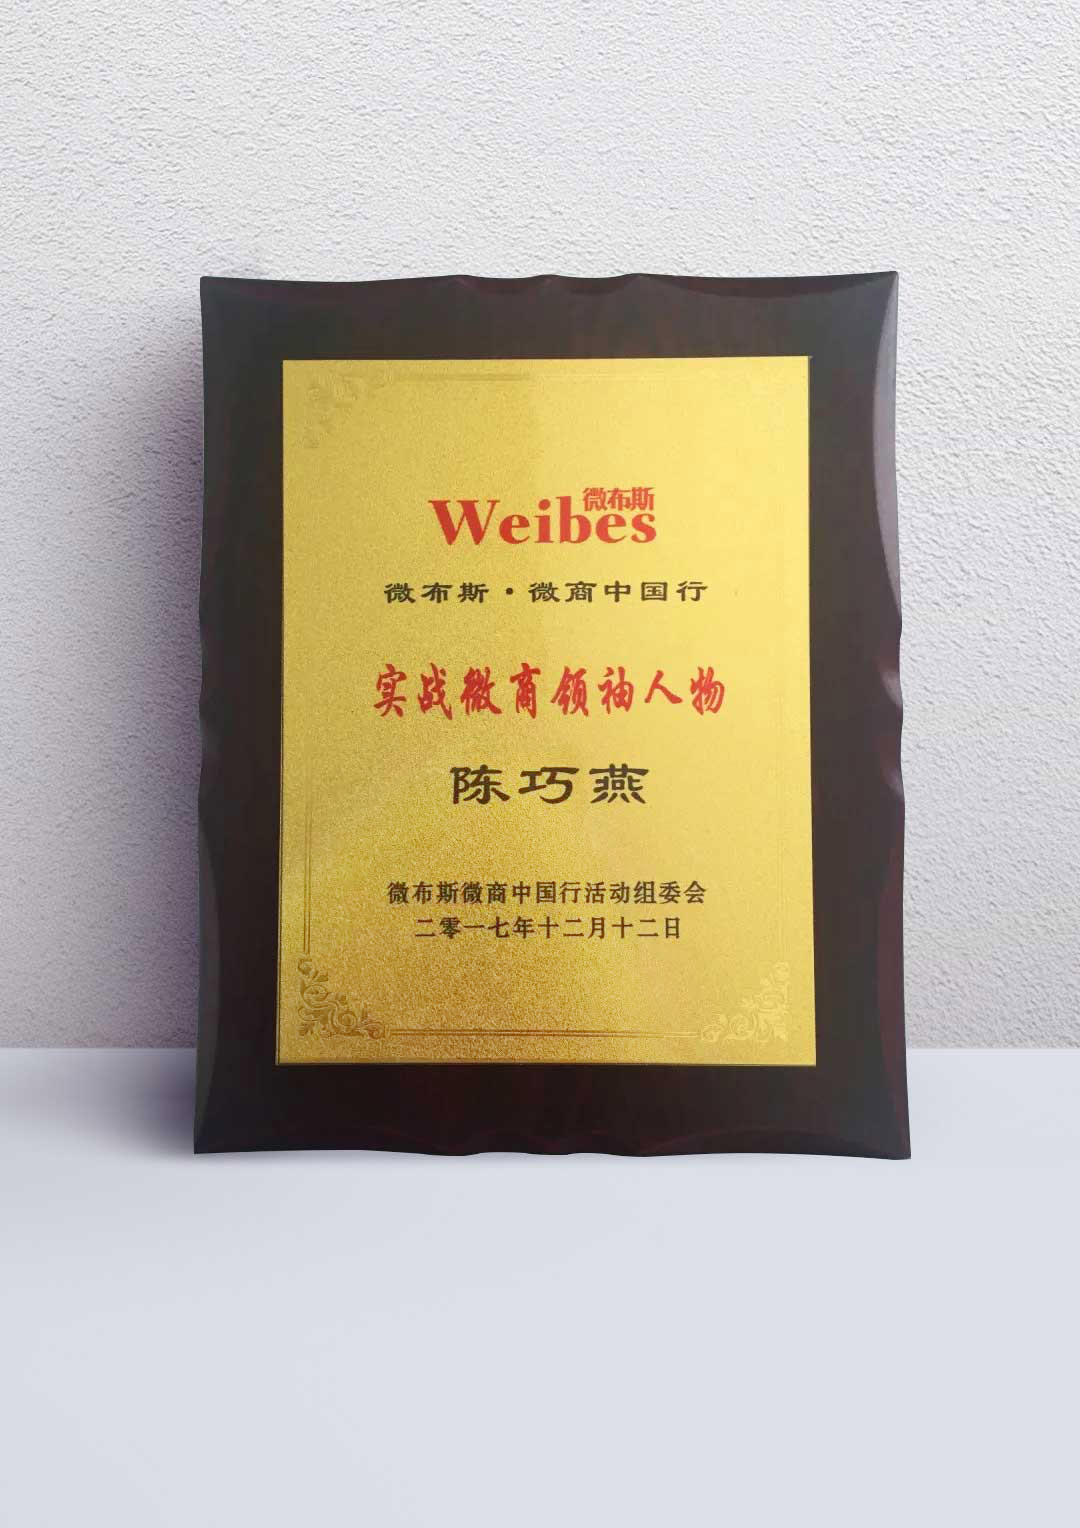 微布斯
Weibes
微布斯·微商中国行
实战微商领袖人物
陈巧燕
微布斯微商中国行活动组委会
二零一七年十二月十二日